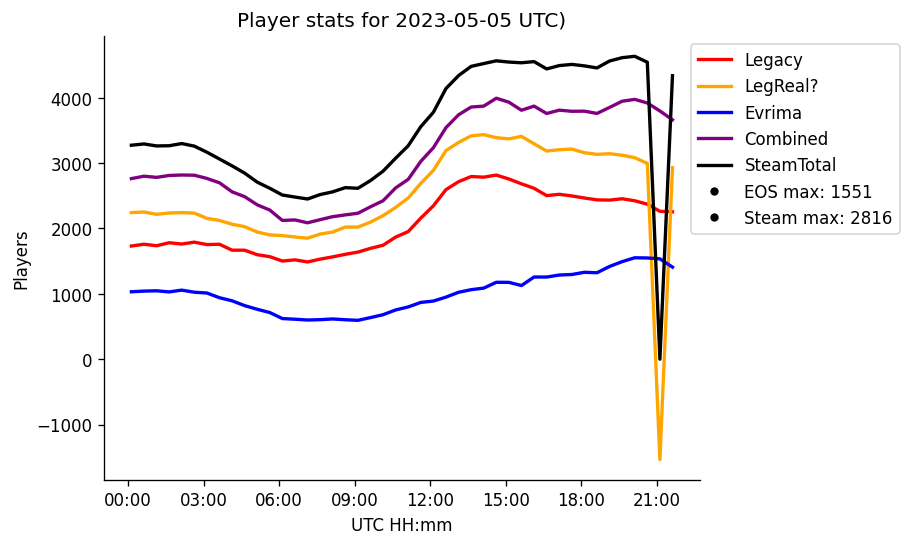 Player stats for 2023-05-05 UTC)
Legacy
LegReal?
Evrima
Combined
SteamTotal
EOS max: 1551
Steam max: 2816
Players
4000
3000
2000
1000
0
−1000
00:00 03:00 06:00 09:00 12:00 15:00 18:00 21:00
UTC HH:mm